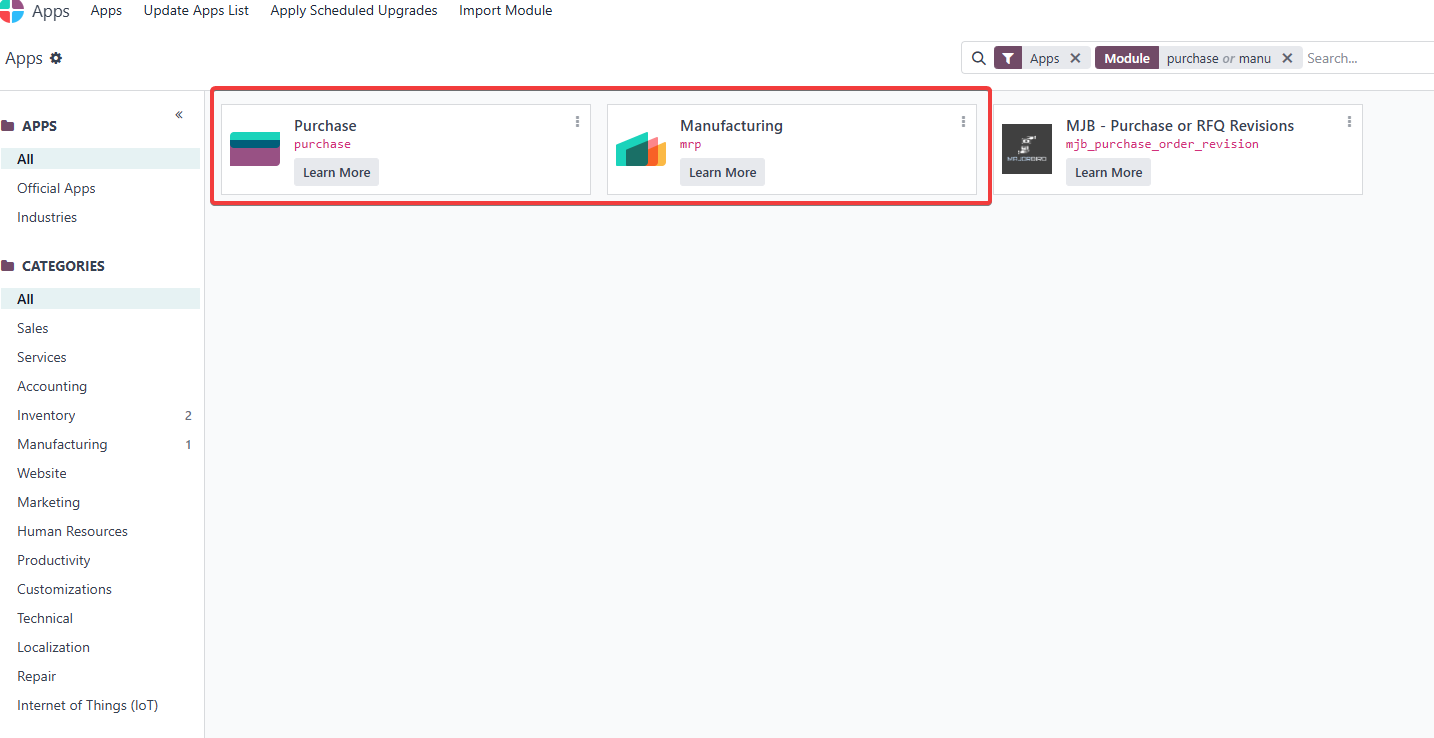 Apps Apps Update Apps List Apply Scheduled Upgrades Import Module
Apps
Apps Module purchase or manu Search...
APPS
All
Official Apps
Industries
CATEGORIES
All
Sales
Services
Accounting
Inventory 2
Manufacturing 1
Website
Marketing
Human Resources
Productivity
Customizations
Technical
Localization
Repair
Internet of Things (IoT)
Purchase
purchase
Learn More
Manufacturing
mrp
Learn More
MJB - Purchase or RFQ Revisions
mjb_purchase_order_revision
Learn More
MAJORBIRD